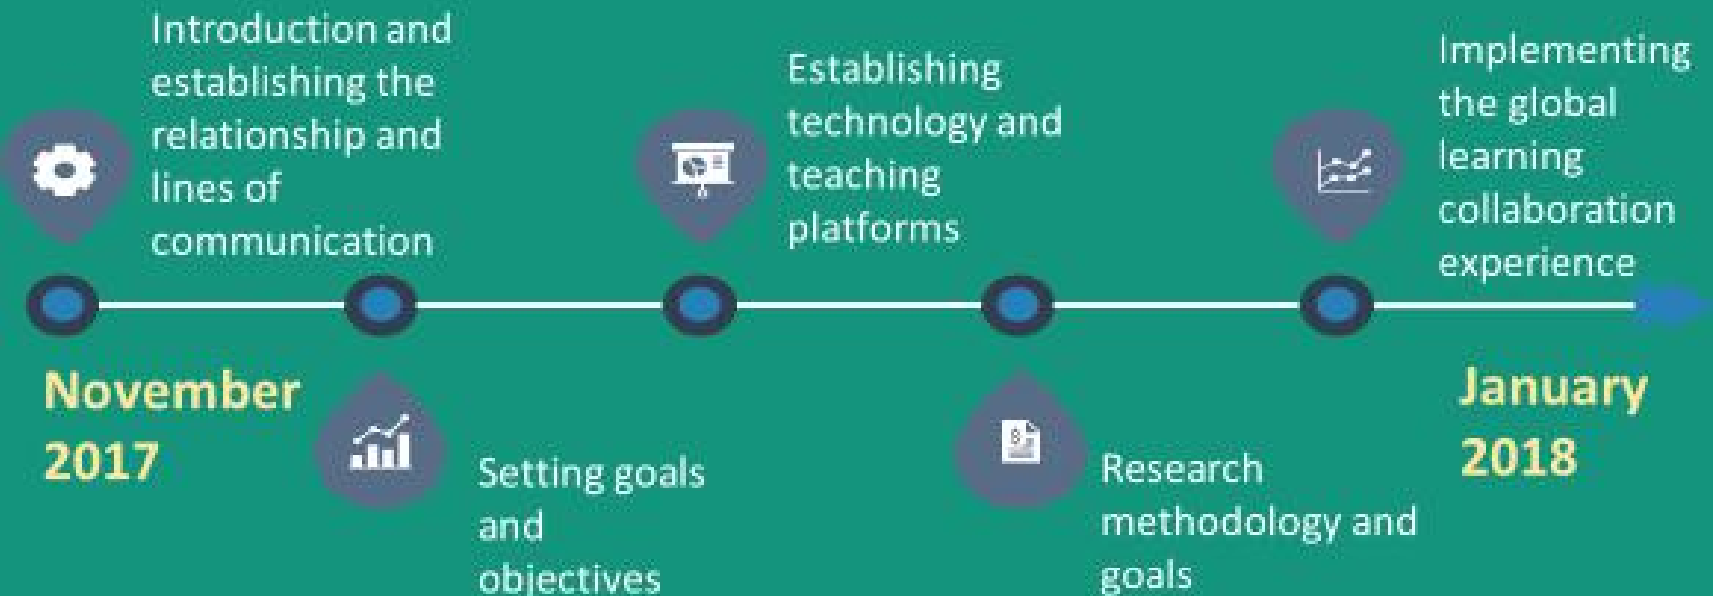 Introduction and
establishing the
relationship and
lines of
communication
Establishing
technology and
teaching
platforms
Implementing
the global
learning
collaboration
experience
November
2017
Setting goals
and
objectives
Research
methodology and
goals
January
2018